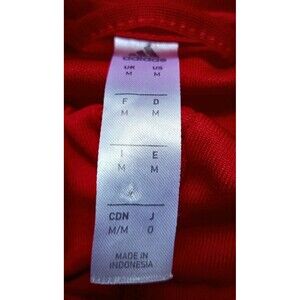 adidas
UK US
M M
F D
M M
I E
M M
CDN J
M/M O
MADE IN
INDONESIA